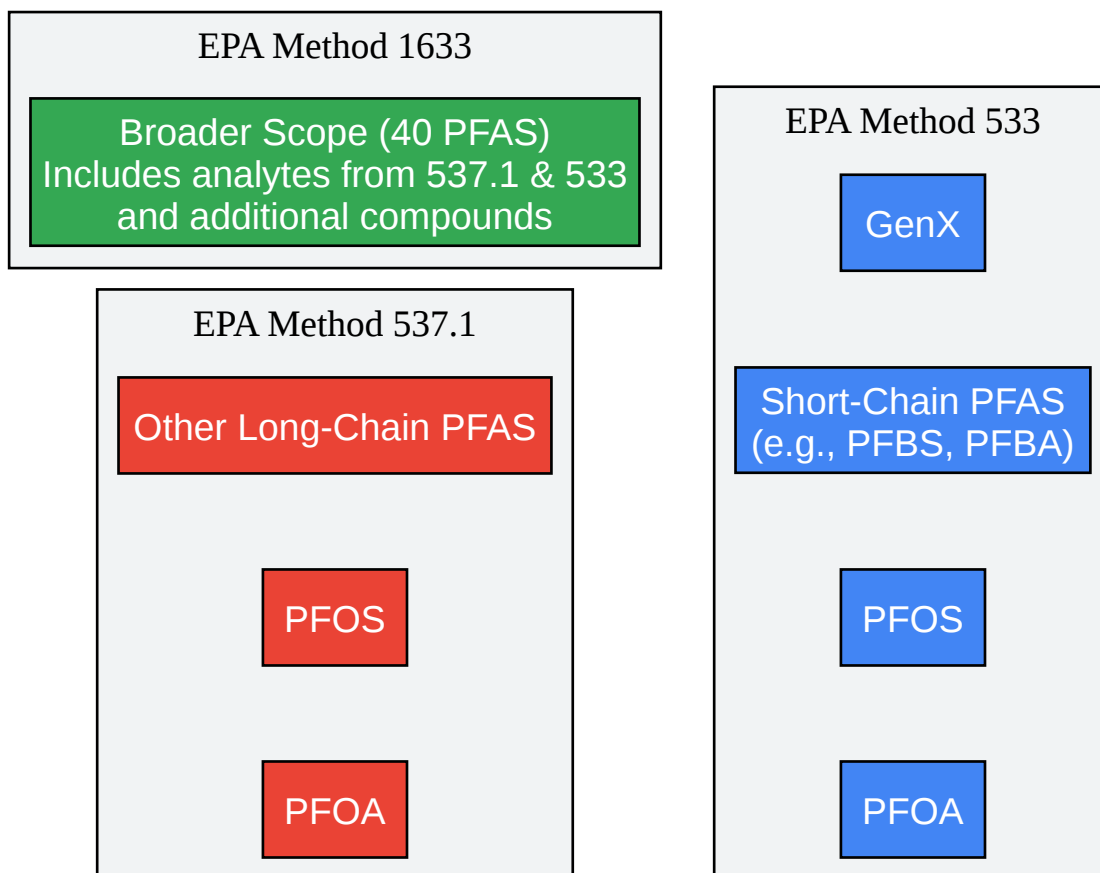 EPA Method 1633
Broader Scope (40 PFAS)
Includes analytes from 537.1 & 533
and additional compounds
EPA Method 537.1
Other Long-Chain PFAS
PFOS
PFOA
EPA Method 533
GenX
Short-Chain PFAS
(e.g., PFBS, PFBA)
PFOS
PFOA